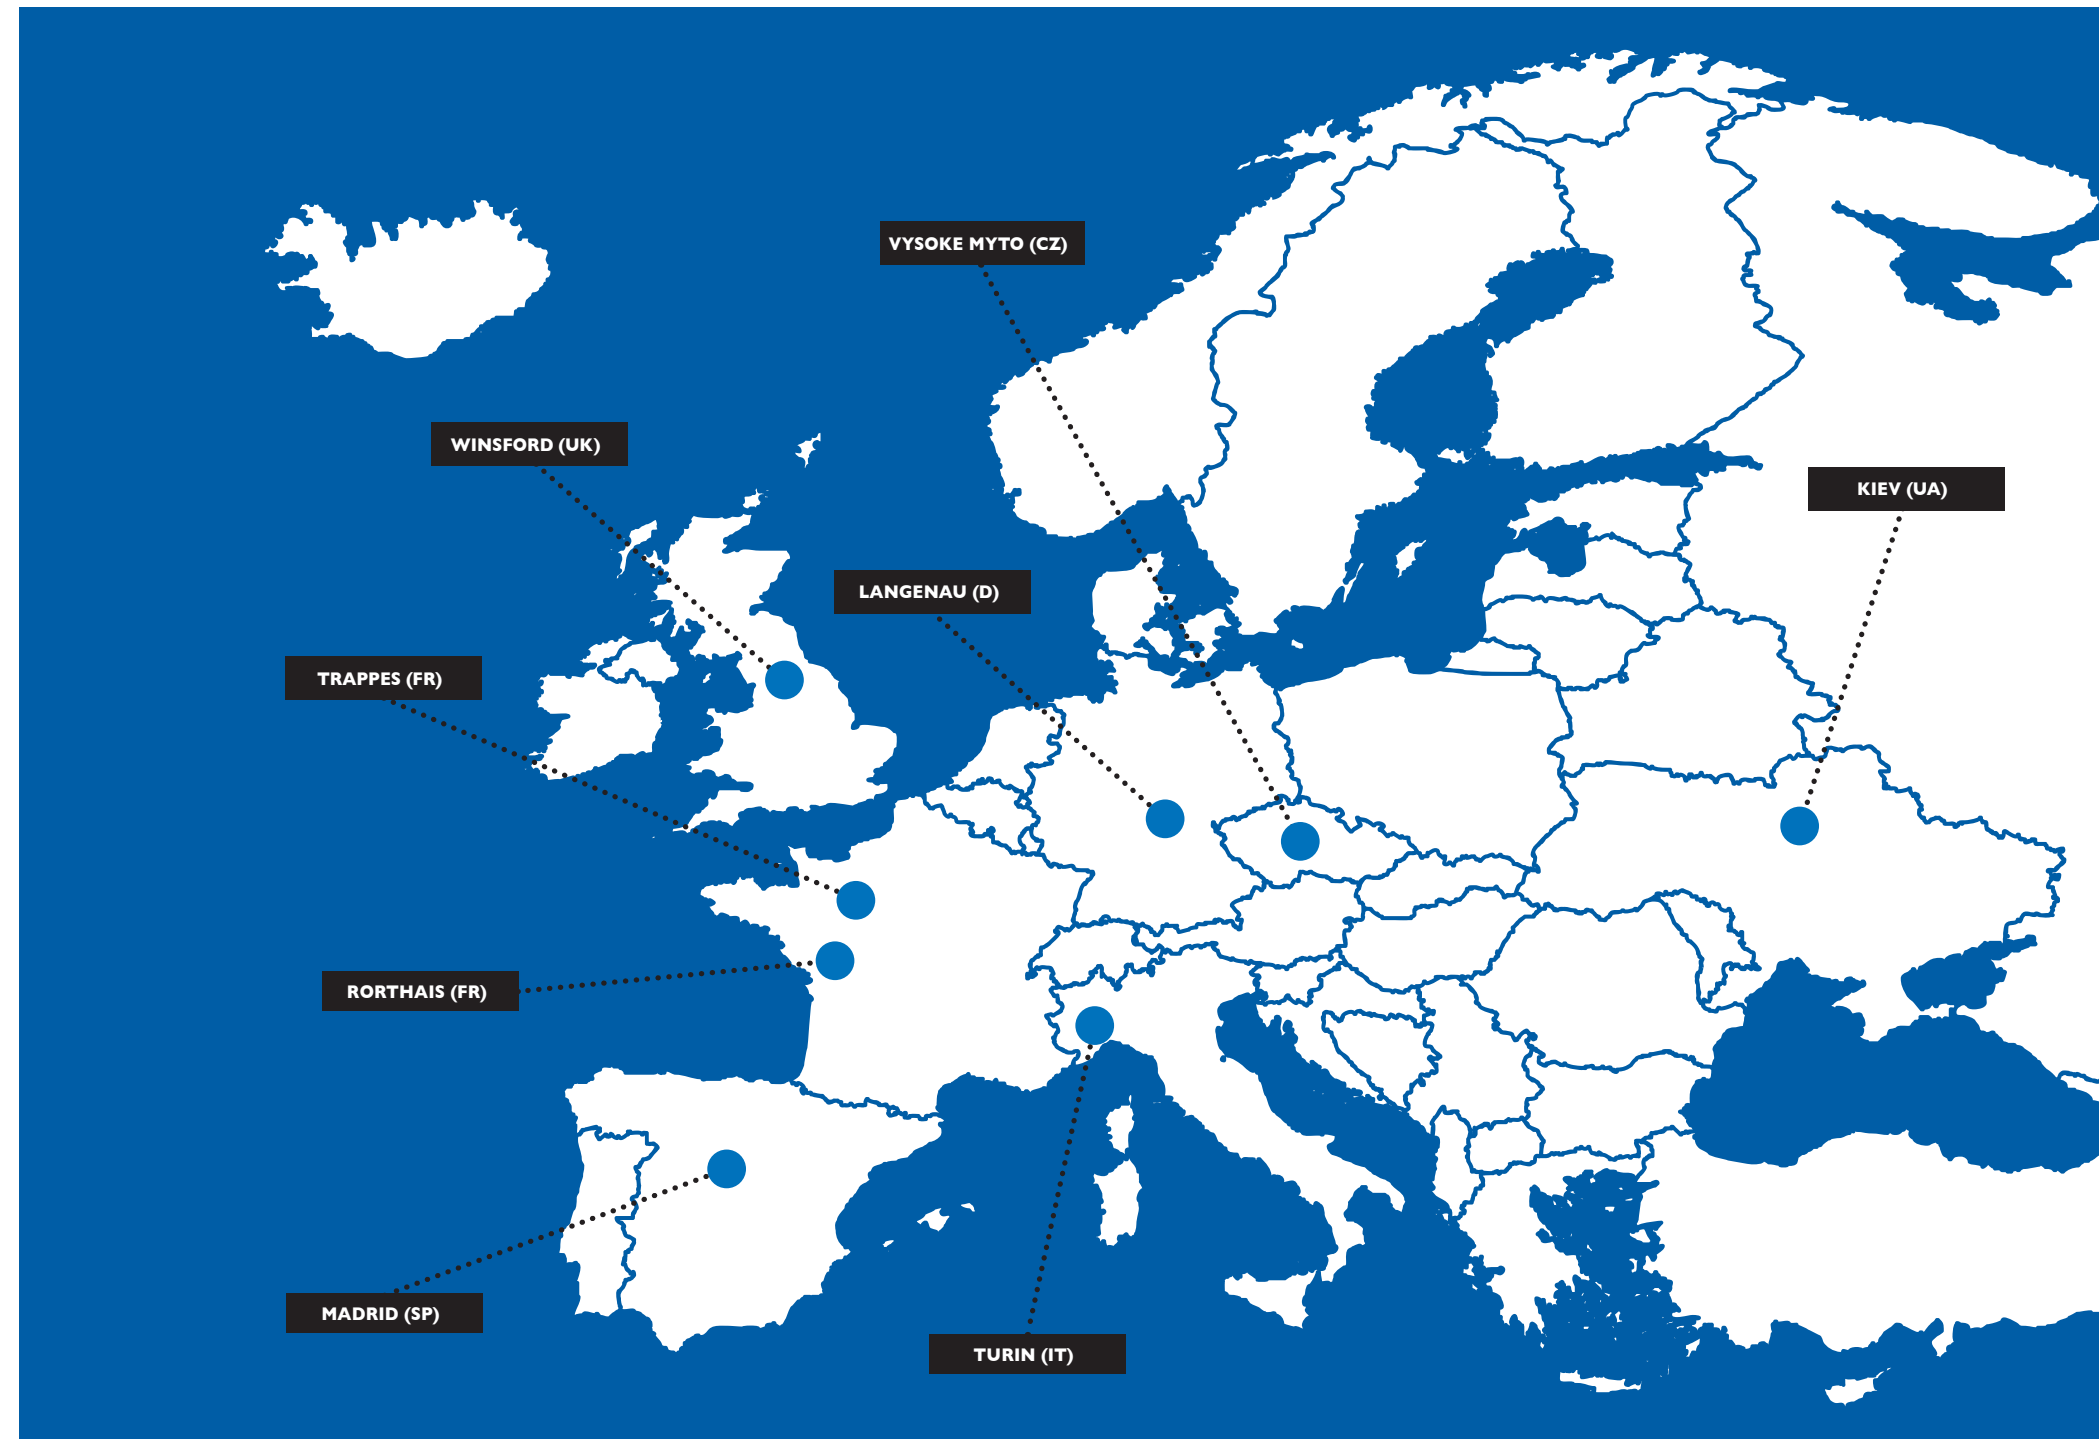 VYSOKE MYTO (CZ)
WINSFORD (UK)
KIEV (UA)
LANGENAU (D)
TRAPPES (FR)
RORTHAIS (FR)
MADRID (SP)
TURIN (IT)